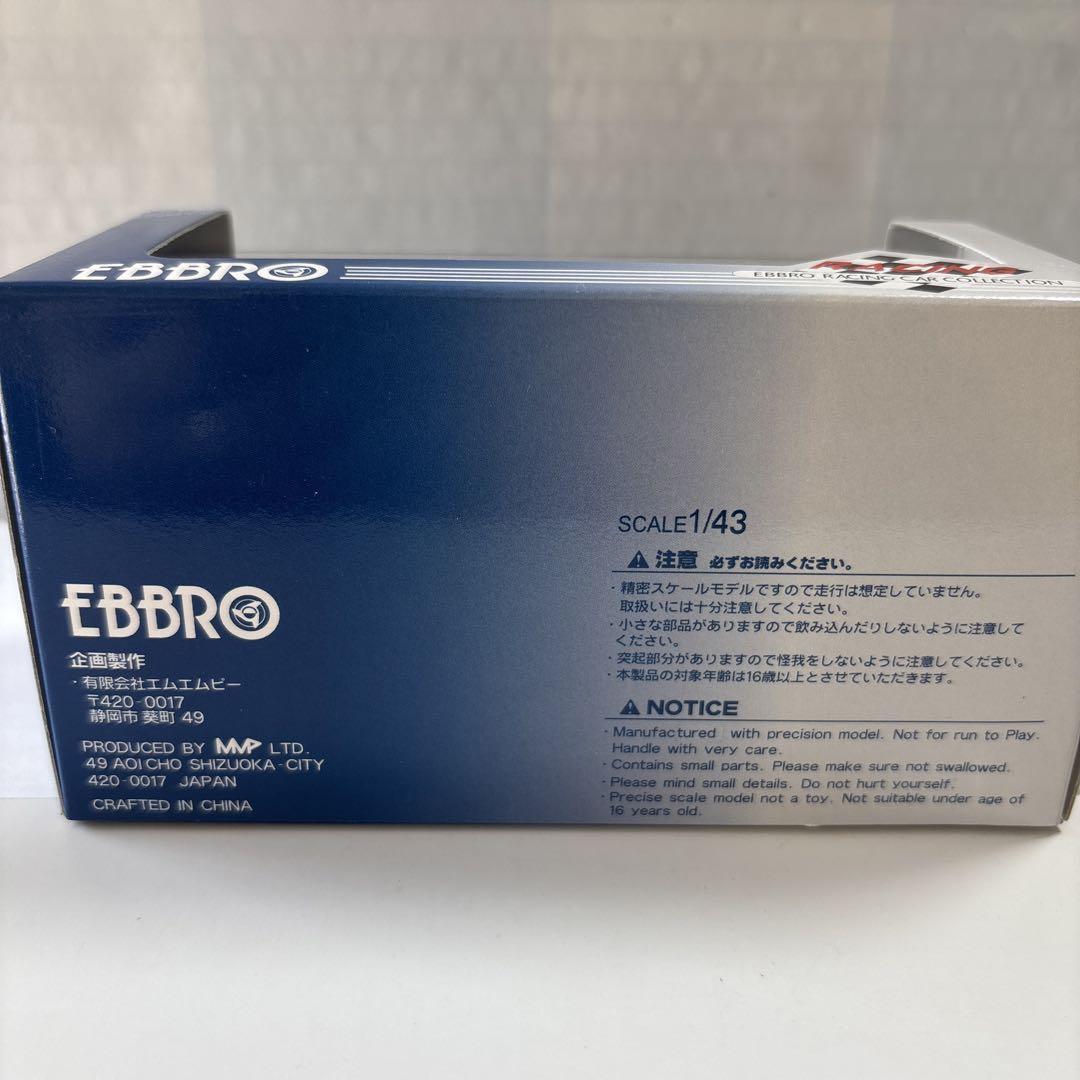 EBBRO
RACING
EBBRO RACING CAR COLLECTION
SCALE 1/43
注意 必ずお読みください。
・精密スケールモデルですので走行は想定していません。
取扱いには十分注意してください。
・小さな部品がありますので飲み込んだりしないように注意して
ください。
・突起部分がありますので怪我をしないように注意してください。
・本製品の対象年齢は16歳以上とさせていただきます。
NOTICE
・Manufactured with precision model. Not for run to Play.
Handle with very care.
・Contains small parts. Please make sure not swallowed.
・Please mind small details. Do not hurt yourself.
・Precise scale model not a toy. Not suitable under age of
16 years old.
EBBRO
企画製作
・有限会社エムエムピー
〒420-0017
静岡市 葵町 49
PRODUCED BY MMP LTD.
49 AOI CHO SHIZUOKA-CITY
420-0017 JAPAN
CRAFTED IN CHINA